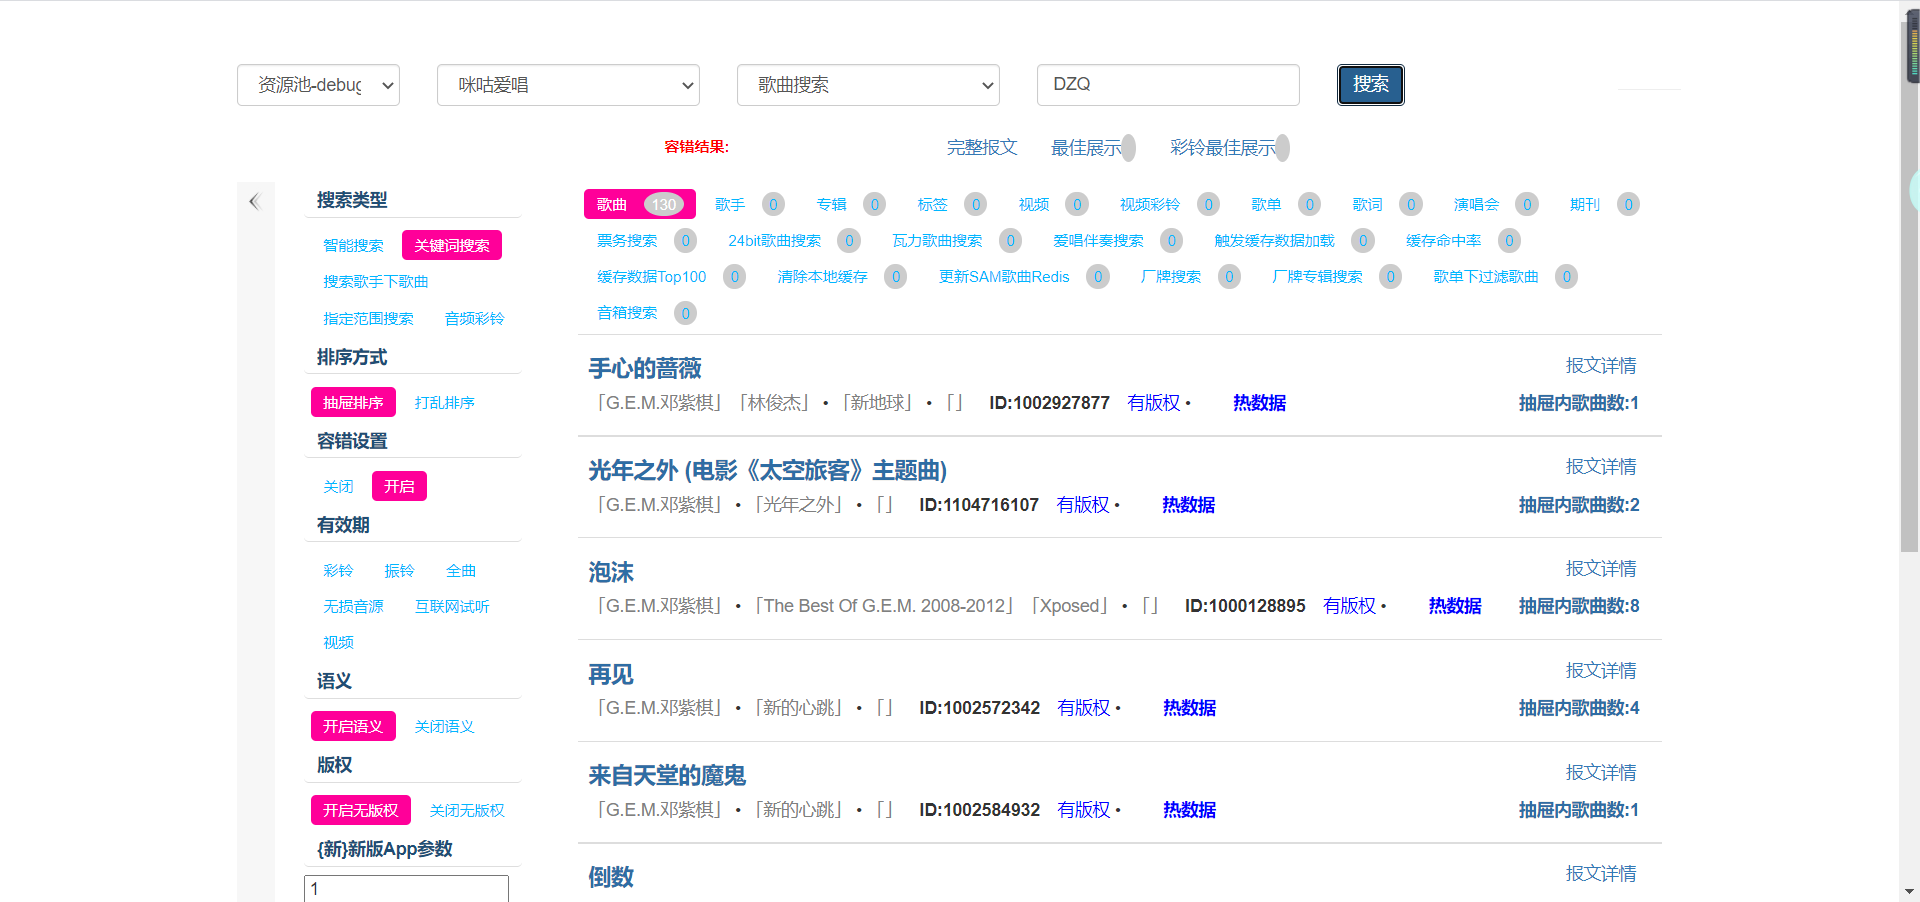 资源池-debug 咪咕爱唱 歌曲搜索 DZQ 搜索
容错结果: 完整报文 最佳展示 彩铃最佳展示
搜索类型
智能搜索 关键词搜索
搜索歌手下歌曲
指定范围搜索 音频彩铃
排序方式
抽屉排序 打乱排序
容错设置
关闭 开启
有效期
彩铃 振铃 全曲
无损音源 互联网试听
视频
语义
开启语义 关闭语义
版权
开启无版权 关闭无版权
{新}新版App参数
1
歌曲 130 歌手 0 专辑 0 标签 0 视频 0 视频彩铃 0 歌单 0 歌词 0 演唱会 0 期刊 0
票务搜索 0 24bit歌曲搜索 0 瓦力歌曲搜索 0 爱唱伴奏搜索 0 触发缓存数据加载 0 缓存命中率 0
缓存数据Top100 0 清除本地缓存 0 更新SAM歌曲Redis 0 厂牌搜索 0 厂牌专辑搜索 0 歌单下过滤歌曲 0
音箱搜索 0
手心的蔷薇 报文详情
「G.E.M.邓紫棋」「林俊杰」 • 「新地球」 • 「」 ID:1002927877 有版权 • 热数据 抽屉内歌曲数:1
光年之外 (电影《太空旅客》主题曲) 报文详情
「G.E.M.邓紫棋」 • 「光年之外」 • 「」 ID:1104716107 有版权 • 热数据 抽屉内歌曲数:2
泡沫 报文详情
「G.E.M.邓紫棋」 • 「The Best Of G.E.M. 2008-2012」「Xposed」 • 「」 ID:1000128895 有版权 • 热数据 抽屉内歌曲数:8
再见 报文详情
「G.E.M.邓紫棋」 • 「新的心跳」 • 「」 ID:1002572342 有版权 • 热数据 抽屉内歌曲数:4
来自天堂的魔鬼 报文详情
「G.E.M.邓紫棋」 • 「新的心跳」 • 「」 ID:1002584932 有版权 • 热数据 抽屉内歌曲数:1
倒数 报文详情